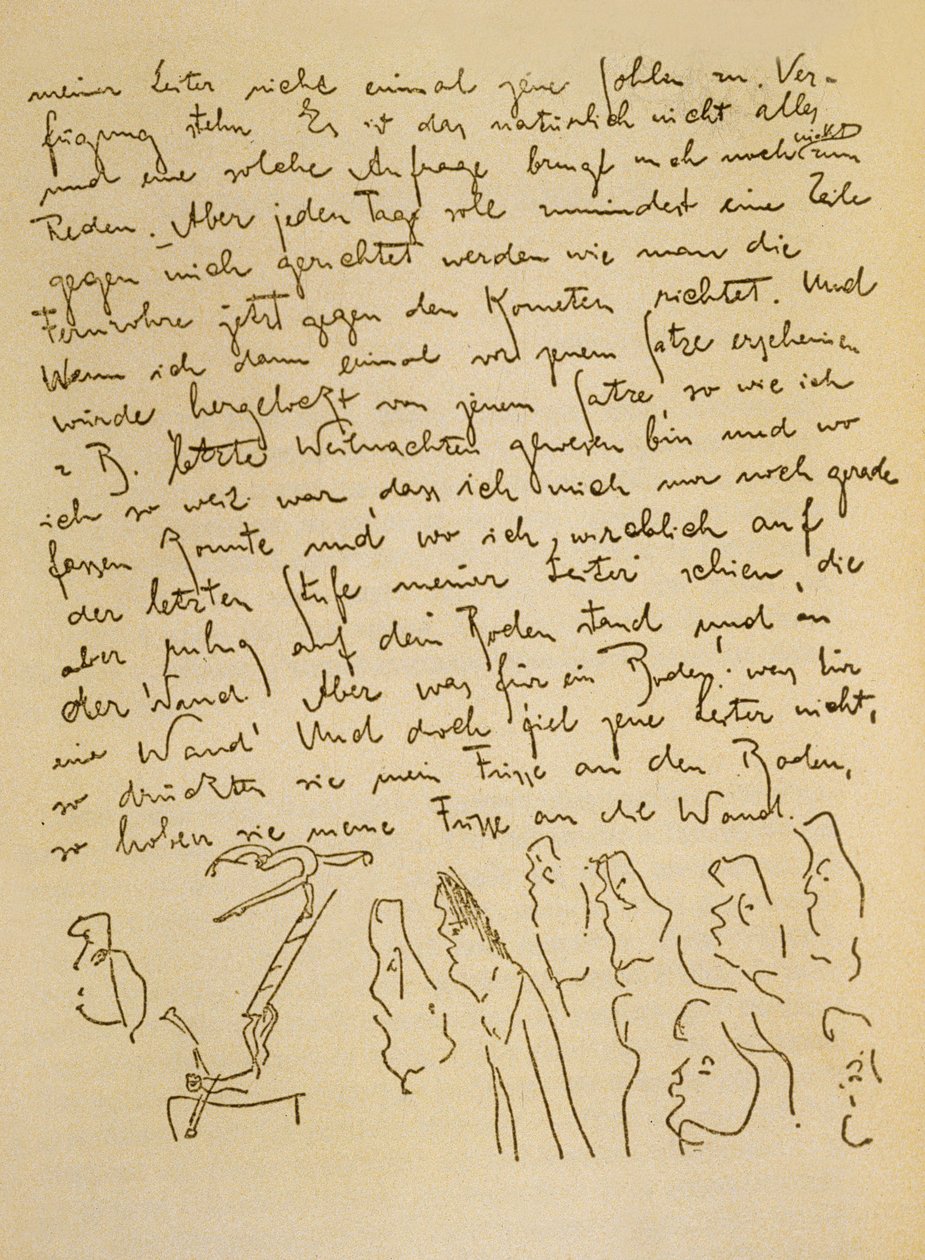 meiner Leiter nicht einmal jene Sohlen zu Ver-
fügung stehn. Es ist das natürlich nicht alles
und eine solche Anfrage bringt mich noch nicht zum
Reden. Aber jeden Tag soll zumindest eine Zeile
gegen mich gerichtet werden wie man die
Fernrohre jetzt gegen den Kometen richtet. Und
Wenn ich dann einmal vor jenem Satze erscheinen
würde, hergelockt von jenem Satze, so wie ich
z B. letzte Weihnachten gewesen bin und wo
ich so weit war, dass ich mich nur noch gerade
fassen konnte und wo ich wirklich auf
der letzten Stufe meiner Leiter schien, die
aber ruhig auf dem Boden stand und an
der Wand. Aber was für ein Boden! was für
eine Wand! Und doch fiel jene Leiter nicht,
so drückten sie mein Füsse an den Boden,
so hoben sie meine Füsse an die Wand.